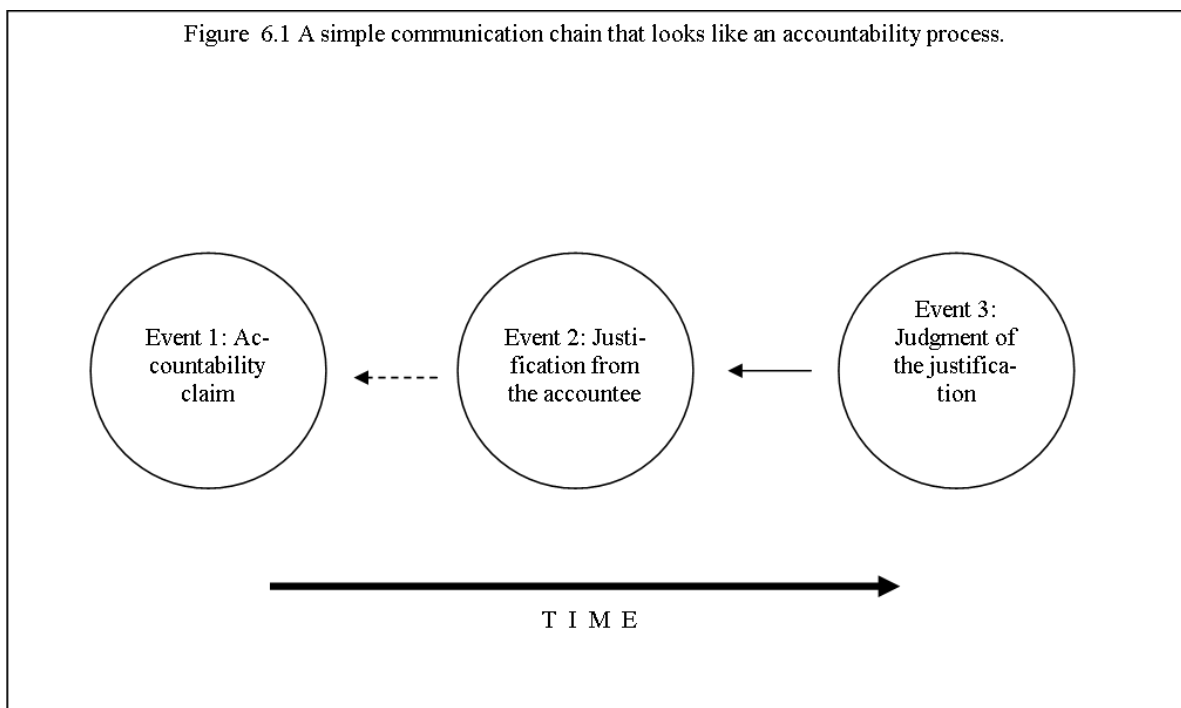 Figure 6.1 A simple communication chain that looks like an accountability process.
Event 1: Ac-
countability
claim
Event 2: Justi-
fication from
the accountee
Event 3:
Judgment of
the justifica-
tion
T I M E